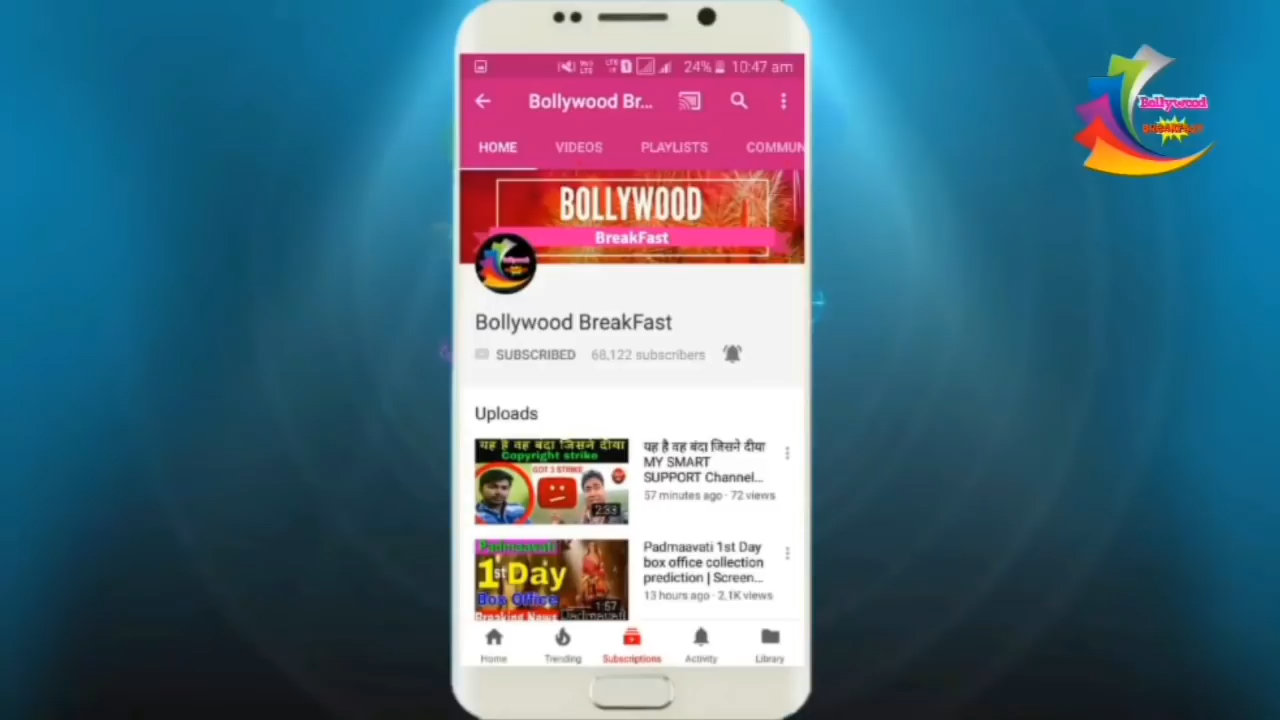 24% 10:47 am
Bollywood Br...
HOME VIDEOS PLAYLISTS COMMUN
BOLLYWOOD
BreakFast
Bollywood BreakFast
SUBSCRIBED 68,122 subscribers
Uploads
यह है वह बंदा जिसने दीया
Copyright strike
GOT 3 STRIKE
2:33
यह है वह बंदा जिसने दीया
MY SMART
SUPPORT Channel...
57 minutes ago · 72 views
Padmaavati
1st Day
Box Office
Breaking News
1:57
Padmaavati 1st Day
box office collection
prediction | Screen...
13 hours ago · 2.1K views
Home Trending Subscriptions Activity Library
Bollywood
BREAKFAST